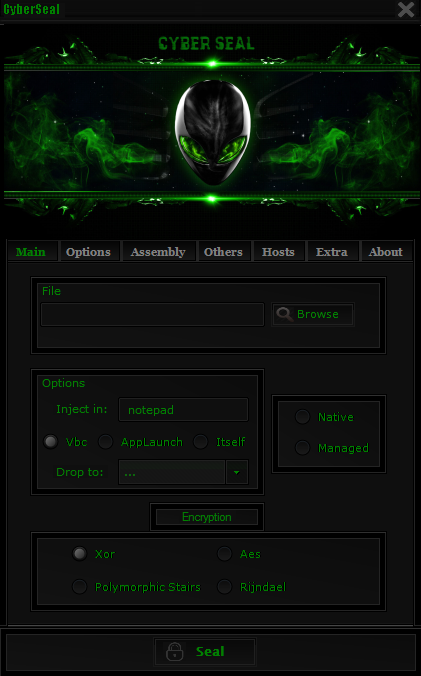 CyberSeal
CYBER SEAL
Main Options Assembly Others Hosts Extra About
File
Browse
Options
Inject in: notepad
Vbc AppLaunch Itself
Drop to: ...
Native
Managed
Encryption
Xor Aes
Polymorphic Stairs Rijndael
Seal